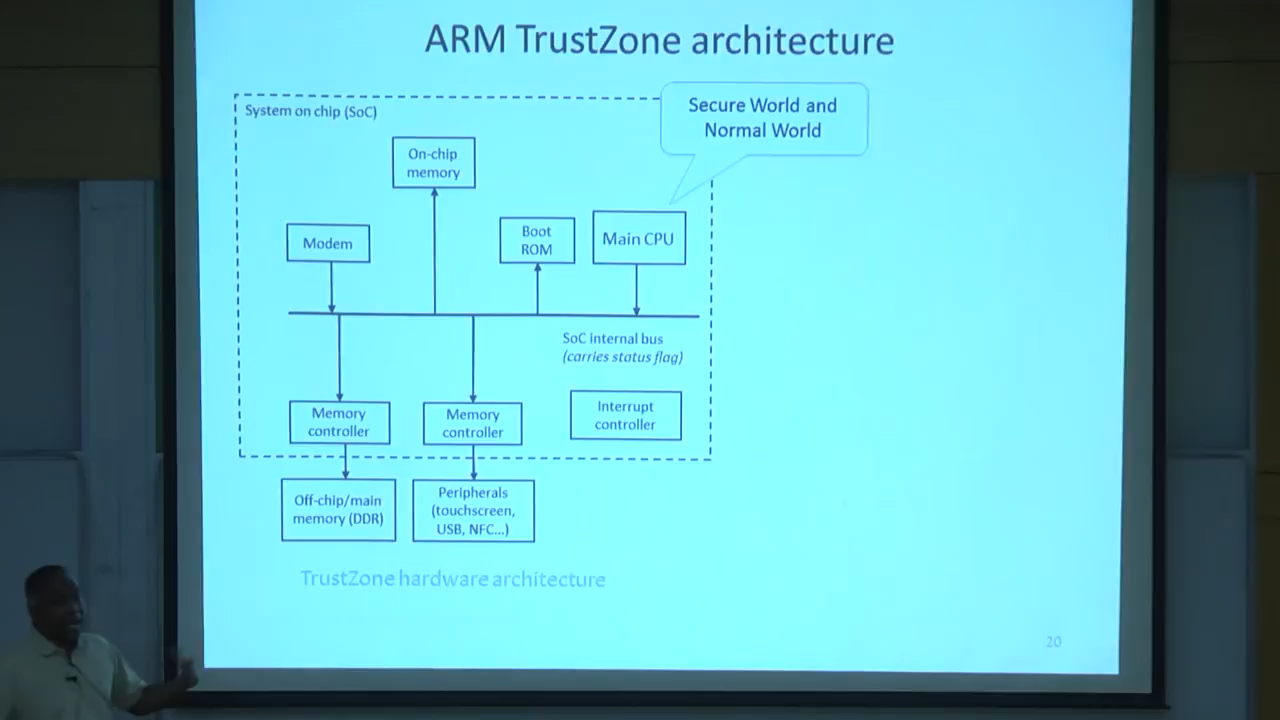 ARM TrustZone architecture
System on chip (SoC)
Secure World and
Normal World
On-chip
memory
Modem
Boot
ROM
Main CPU
SoC internal bus
(carries status flag)
Memory
controller
Memory
controller
Interrupt
controller
Off-chip/main
memory (DDR)
Peripherals
(touchscreen,
USB, NFC...)
TrustZone hardware architecture
20